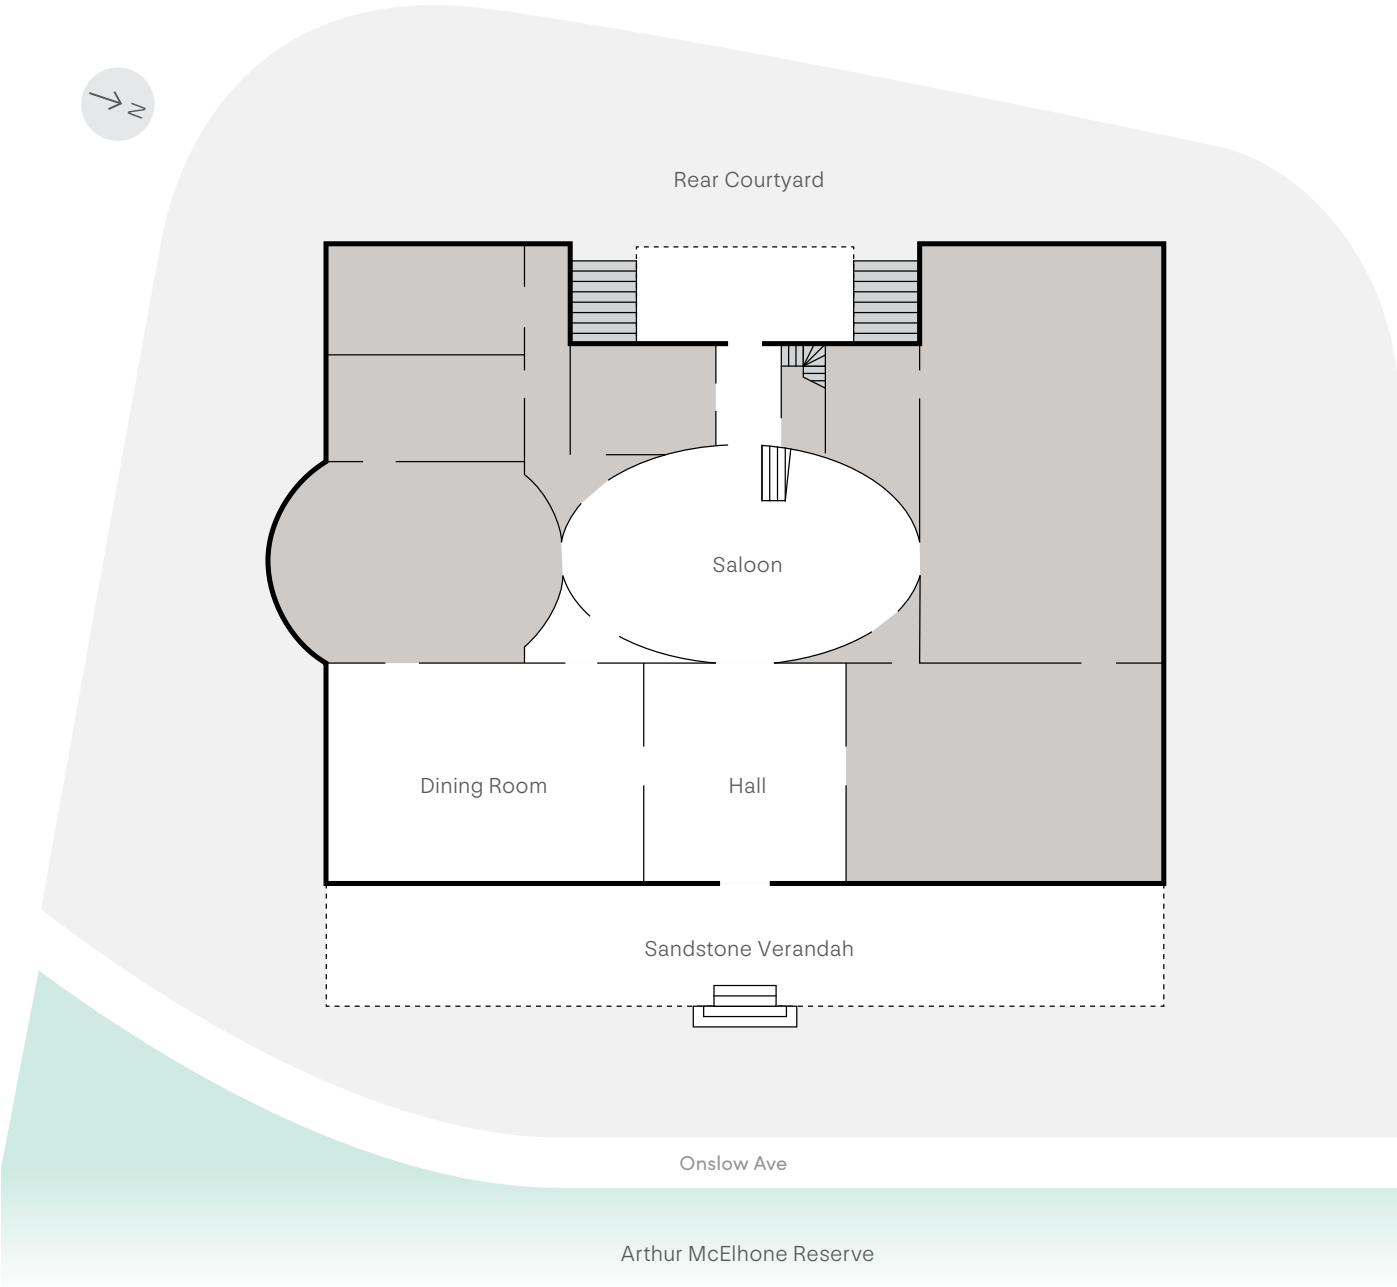 N
Rear Courtyard
Saloon
Dining Room
Hall
Sandstone Verandah
Onslow Ave
Arthur McElhone Reserve